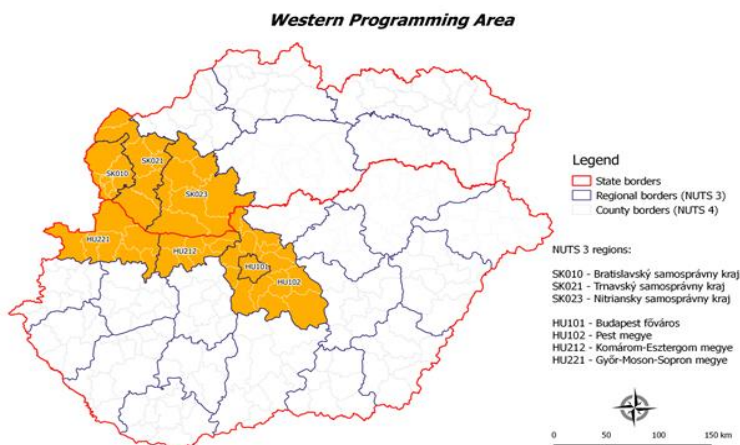 Western Programming Area
SK010
SK021
SK023
HU221
HU212
HU101
HU102
Legend
State borders
Regional borders (NUTS 3)
County borders (NUTS 4)
NUTS 3 regions:
SK010 - Bratislavský samosprávny kraj
SK021 - Trnavský samosprávny kraj
SK023 - Nitriansky samosprávny kraj
HU101 - Budapest főváros
HU102 - Pest megye
HU212 - Komárom-Esztergom megye
HU221 - Győr-Moson-Sopron megye
0 50 100 150 km